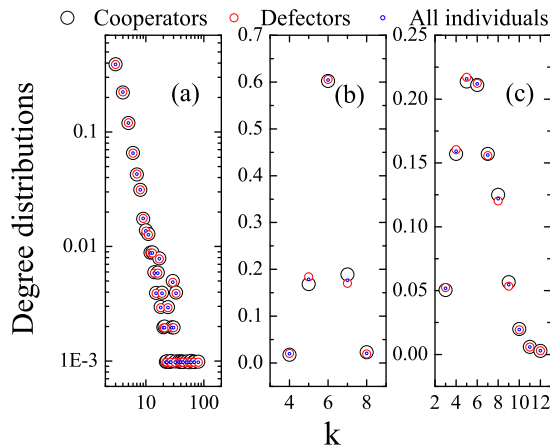 Cooperators Defectors All individuals
Degree distributions
(a) (b) (c)
0.1
0.01
1E-3
10 100
0.7
0.6
0.5
0.4
0.3
0.2
0.1
0.0
4 6 8
0.25
0.20
0.15
0.10
0.05
0.00
2 4 6 8 10 12
k